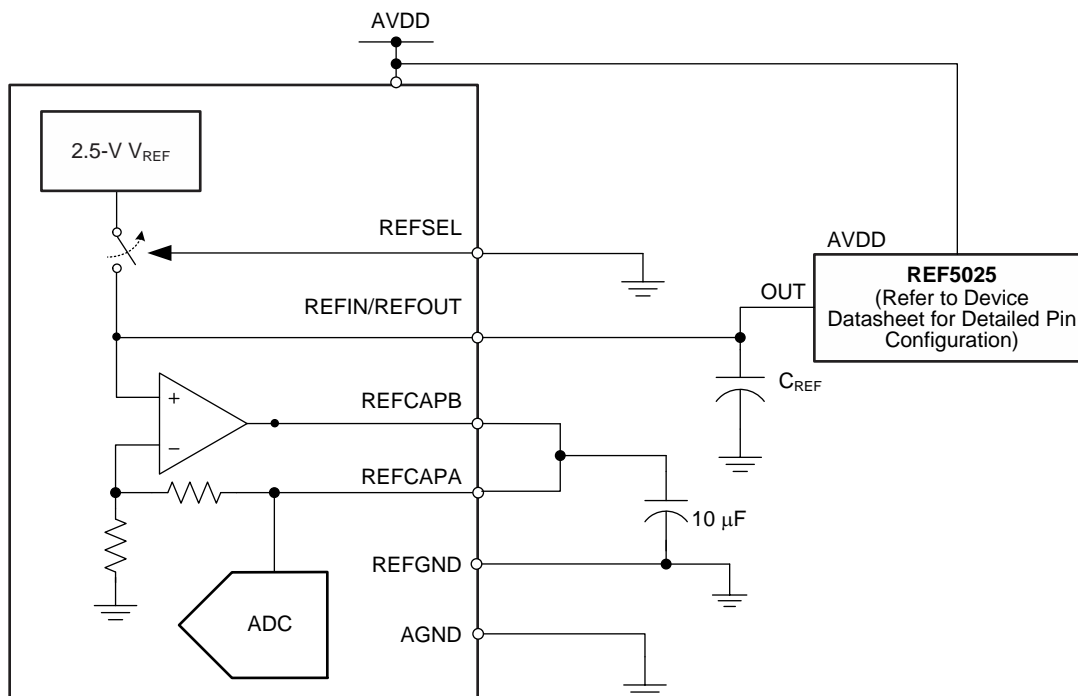 AVDD
2.5-V VREF
REFSEL
AVDD
REF5025
(Refer to Device
Datasheet for Detailed Pin
Configuration)
OUT
REFIN/REFOUT
CREF
+
−
REFCAPB
REFCAPA
10 μF
REFGND
ADC
AGND